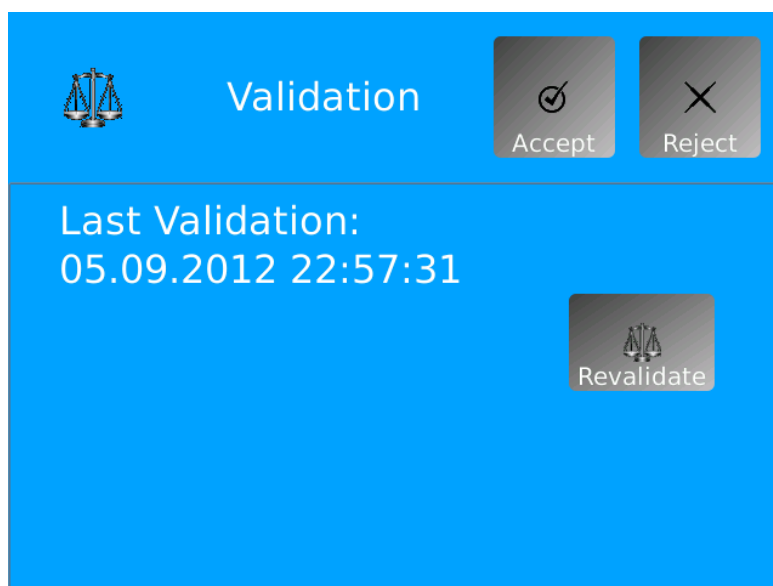 Validation
Accept
Reject
Last Validation:
05.09.2012 22:57:31
Revalidate